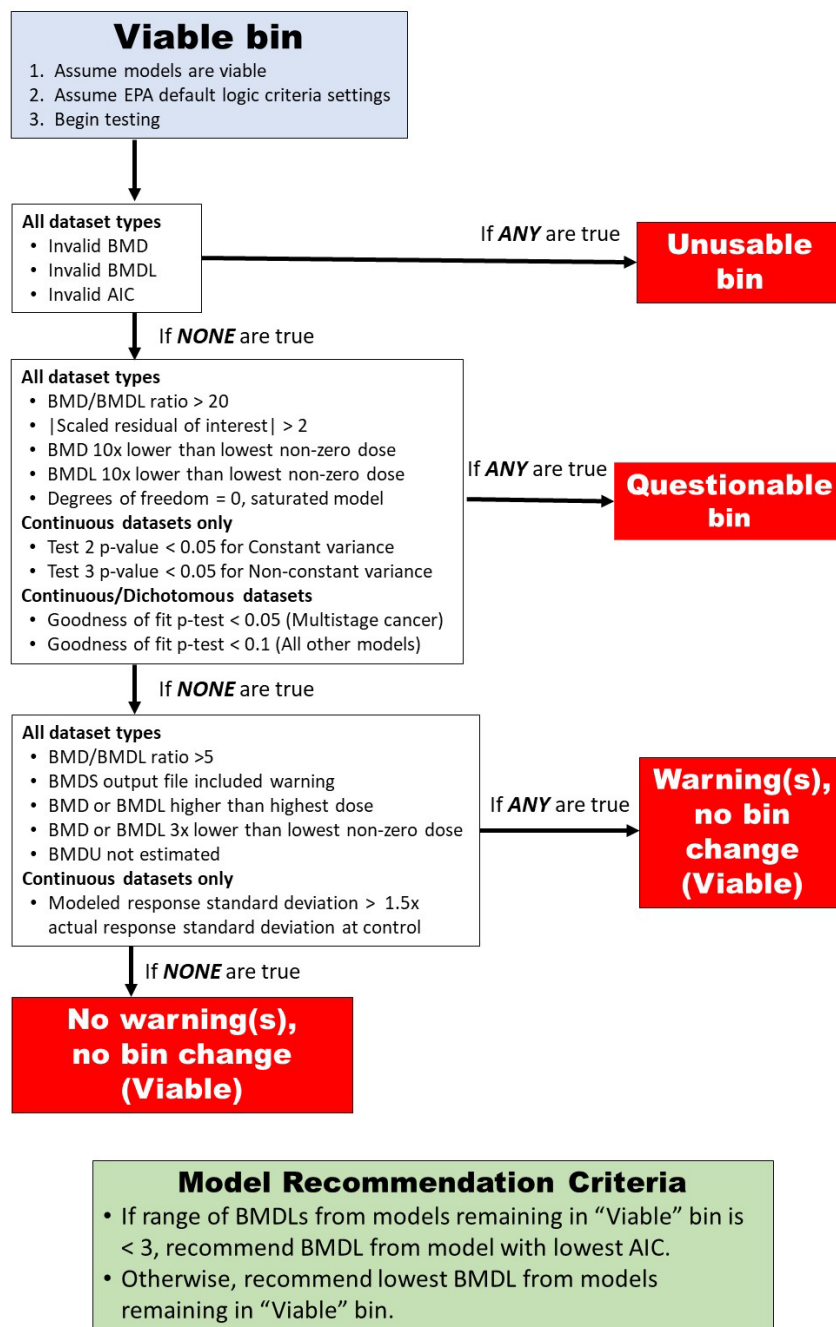 Viable bin
1. Assume models are viable
2. Assume EPA default logic criteria settings
3. Begin testing
All dataset types
• Invalid BMD
• Invalid BMDL
• Invalid AIC
If ANY are true
Unusable
bin
If NONE are true
All dataset types
• BMD/BMDL ratio > 20
• |Scaled residual of interest| > 2
• BMD 10x lower than lowest non-zero dose
• BMDL 10x lower than lowest non-zero dose
• Degrees of freedom = 0, saturated model
Continuous datasets only
• Test 2 p-value < 0.05 for Constant variance
• Test 3 p-value < 0.05 for Non-constant variance
Continuous/Dichotomous datasets
• Goodness of fit p-test < 0.05 (Multistage cancer)
• Goodness of fit p-test < 0.1 (All other models)
If ANY are true
Questionable
bin
If NONE are true
All dataset types
• BMD/BMDL ratio >5
• BMDS output file included warning
• BMD or BMDL higher than highest dose
• BMD or BMDL 3x lower than lowest non-zero dose
• BMDU not estimated
Continuous datasets only
• Modeled response standard deviation > 1.5x
actual response standard deviation at control
If ANY are true
Warning(s),
no bin
change
(Viable)
If NONE are true
No warning(s),
no bin change
(Viable)
Model Recommendation Criteria
• If range of BMDLs from models remaining in “Viable” bin is
< 3, recommend BMDL from model with lowest AIC.
• Otherwise, recommend lowest BMDL from models
remaining in “Viable” bin.